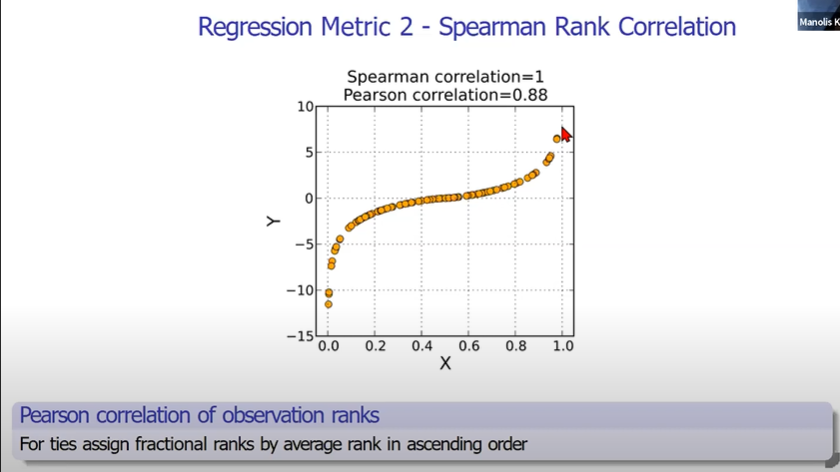 Regression Metric 2 - Spearman Rank Correlation
Manolis K
Spearman correlation=1
Pearson correlation=0.88
10
5
0
−5
−10
−15
Y
0.0 0.2 0.4 0.6 0.8 1.0
X
Pearson correlation of observation ranks
For ties assign fractional ranks by average rank in ascending order